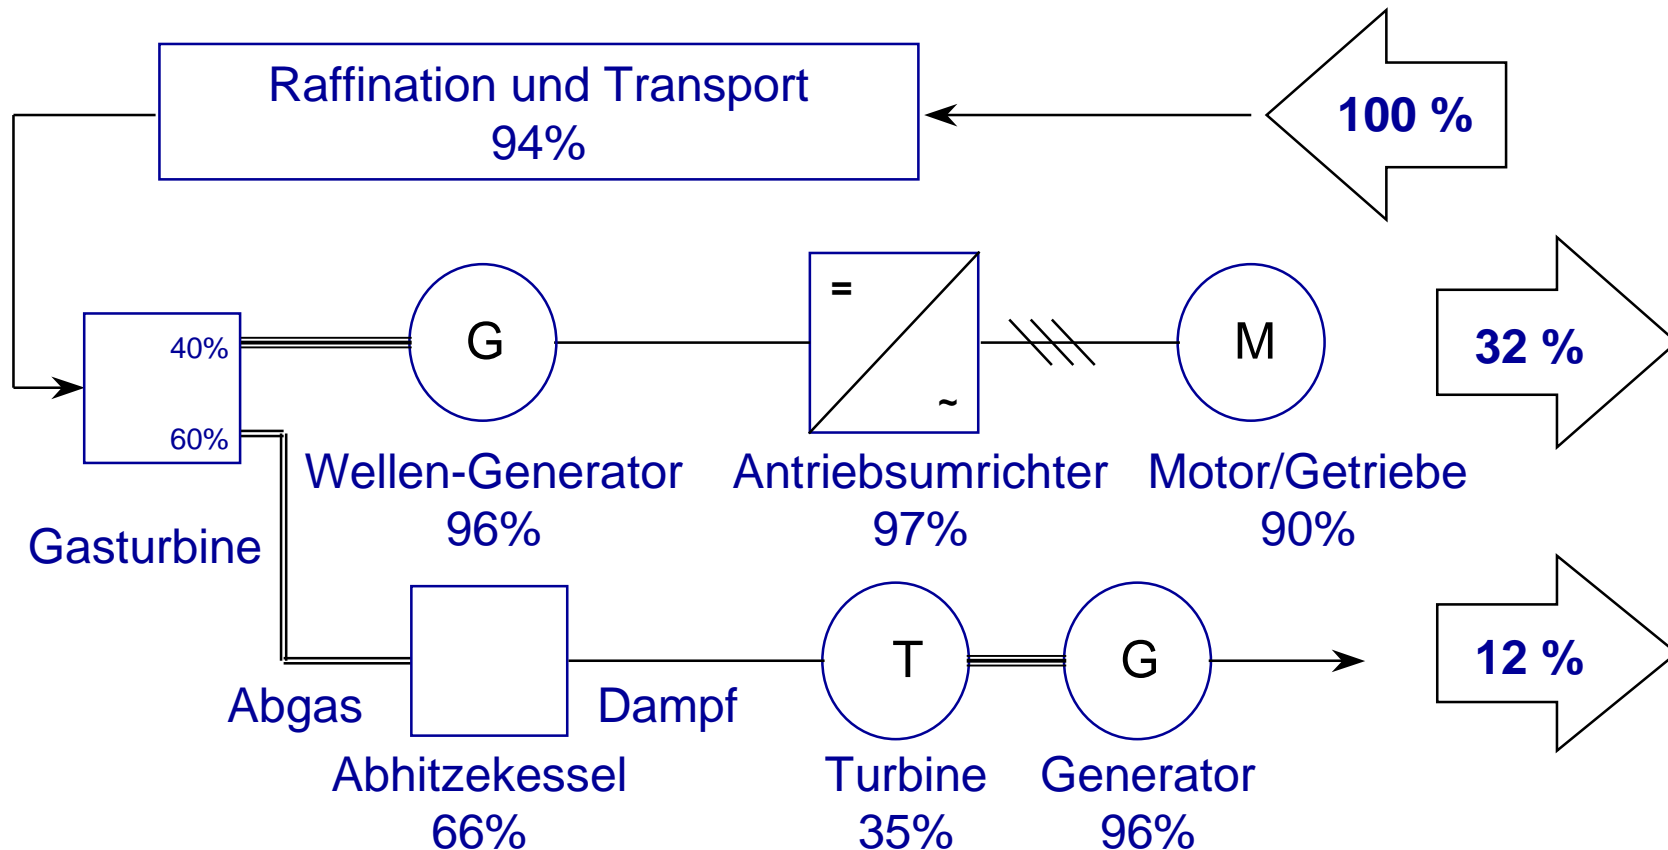 Raffination und Transport
94%
100 %
40%
60%
G
=
~
M
32 %
Gasturbine
Wellen-Generator
96%
Antriebsumrichter
97%
Motor/Getriebe
90%
Abgas
Dampf
T
G
12 %
Abhitzekessel
66%
Turbine
35%
Generator
96%